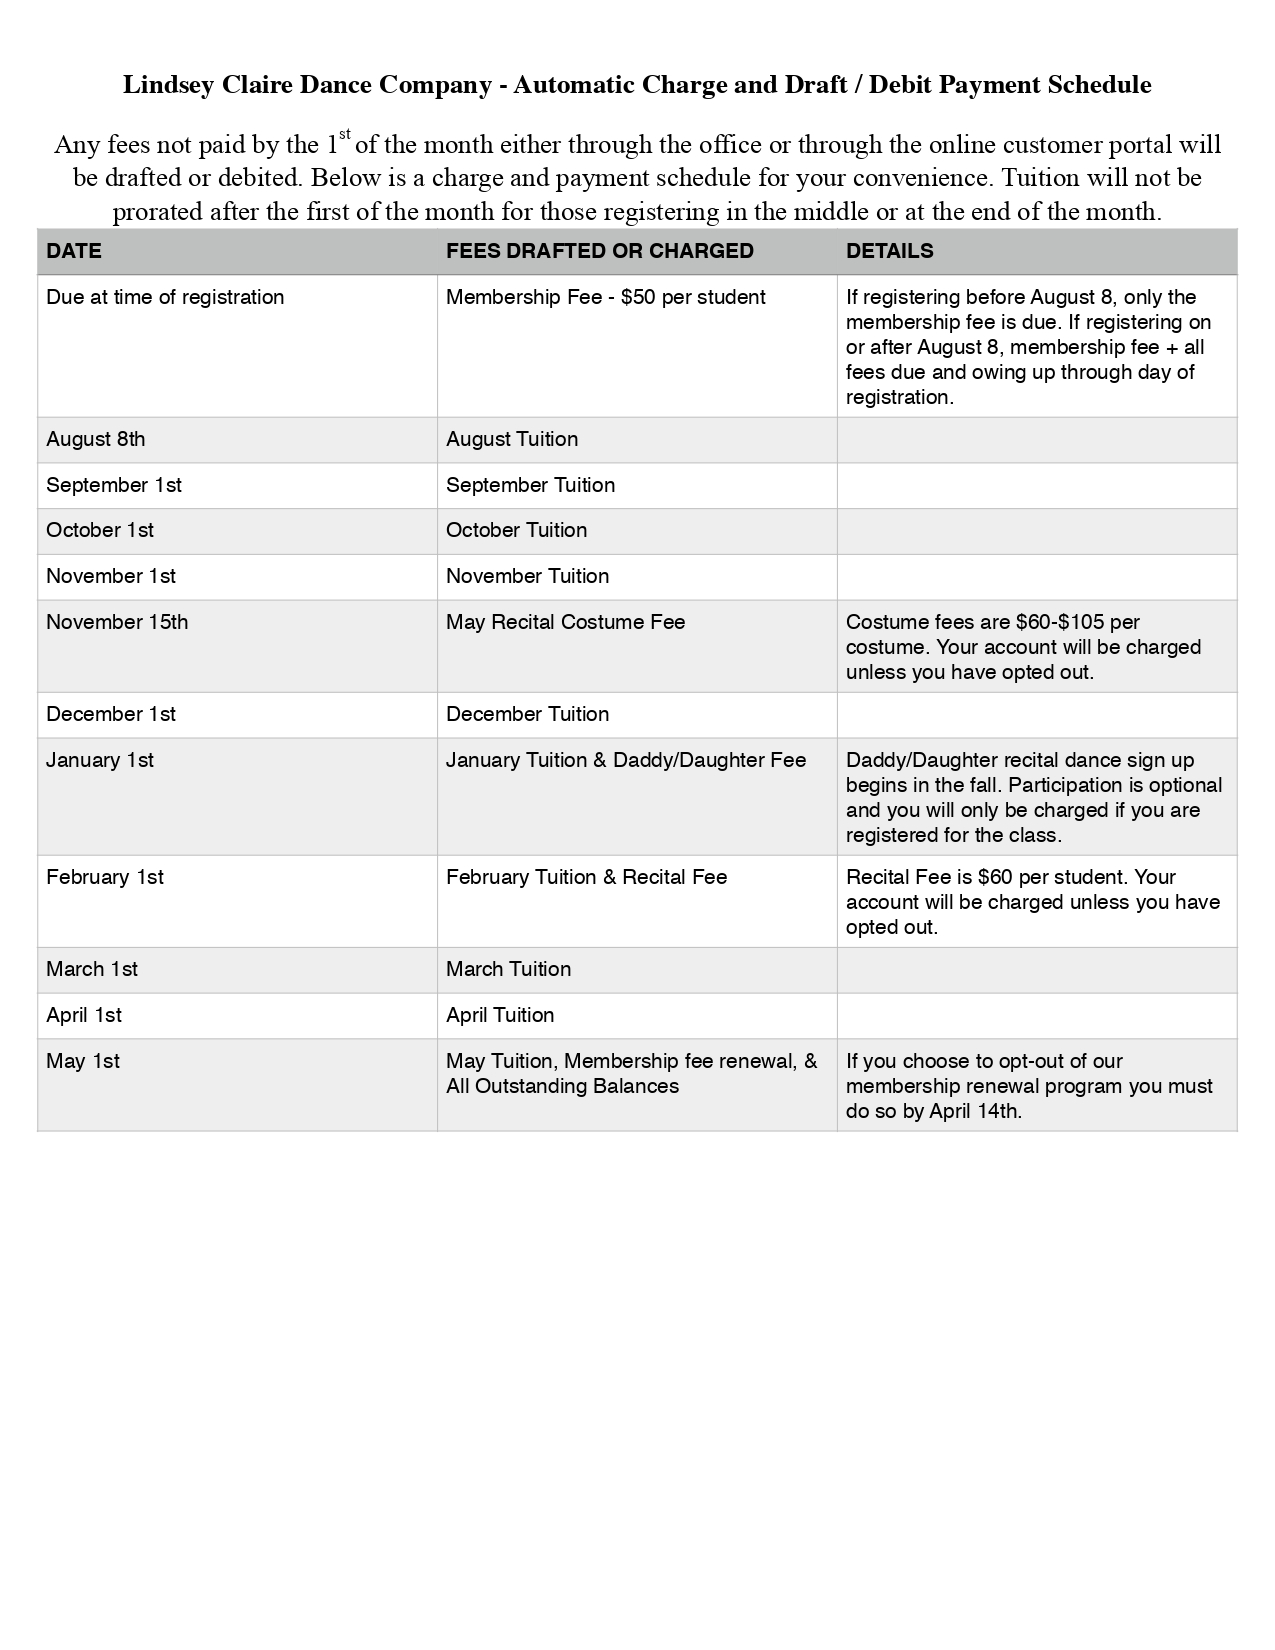 Lindsey Claire Dance Company - Automatic Charge and Draft / Debit Payment Schedule
Any fees not paid by the 1st of the month either through the office or through the online customer portal will
be drafted or debited. Below is a charge and payment schedule for your convenience. Tuition will not be
prorated after the first of the month for those registering in the middle or at the end of the month.
DATE
FEES DRAFTED OR CHARGED
DETAILS
Due at time of registration
Membership Fee - $50 per student
If registering before August 8, only the
membership fee is due. If registering on
or after August 8, membership fee + all
fees due and owing up through day of
registration.
August 8th
August Tuition
September 1st
September Tuition
October 1st
October Tuition
November 1st
November Tuition
November 15th
May Recital Costume Fee
Costume fees are $60-$105 per
costume. Your account will be charged
unless you have opted out.
December 1st
December Tuition
January 1st
January Tuition & Daddy/Daughter Fee
Daddy/Daughter recital dance sign up
begins in the fall. Participation is optional
and you will only be charged if you are
registered for the class.
February 1st
February Tuition & Recital Fee
Recital Fee is $60 per student. Your
account will be charged unless you have
opted out.
March 1st
March Tuition
April 1st
April Tuition
May 1st
May Tuition, Membership fee renewal, &
All Outstanding Balances
If you choose to opt-out of our
membership renewal program you must
do so by April 14th.